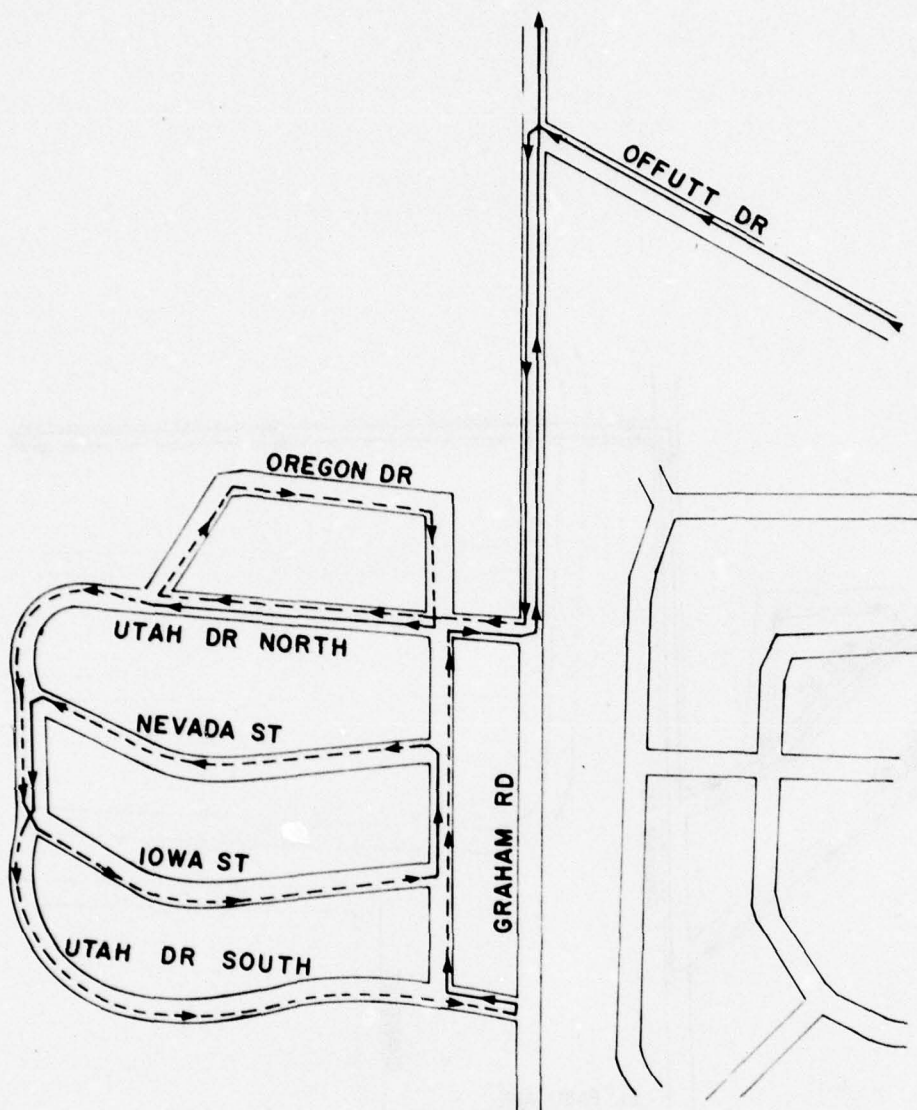 OFFUTT DR
OREGON DR
UTAH DR NORTH
NEVADA ST
GRAHAM RD
IOWA ST
UTAH DR SOUTH